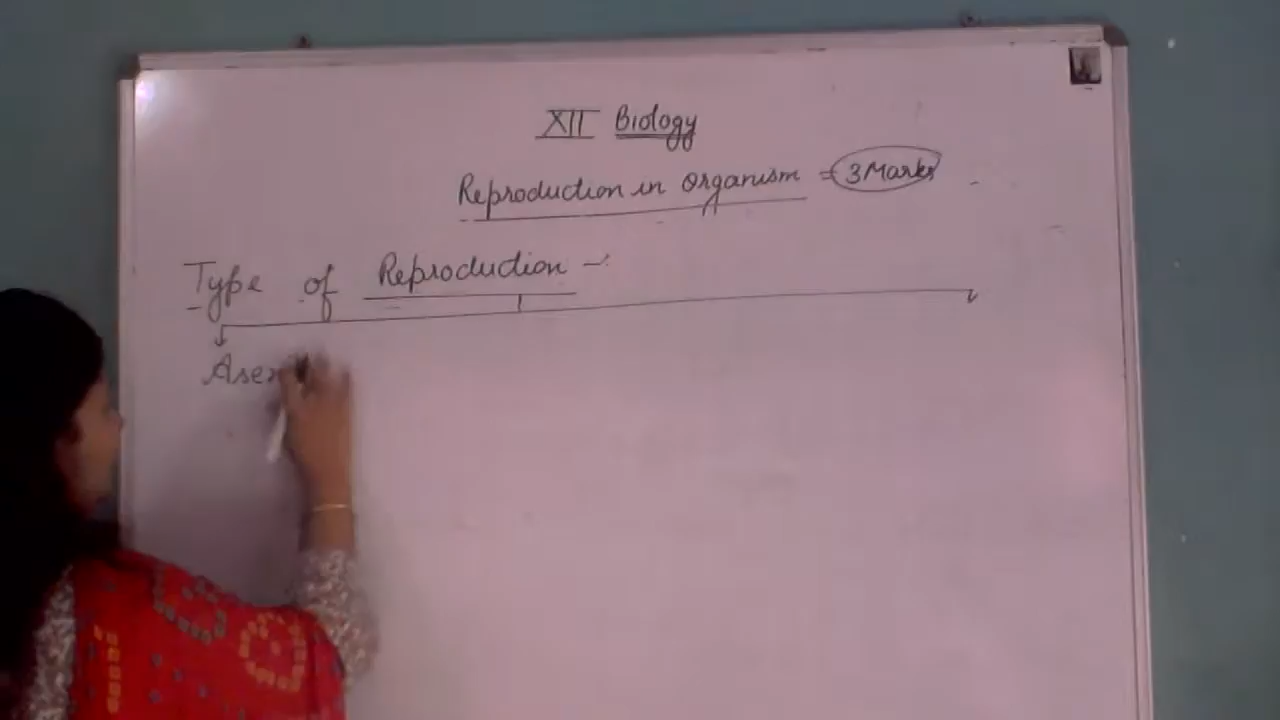 XII Biology
Reproduction in Organism = 3 Marks
Type of Reproduction -: